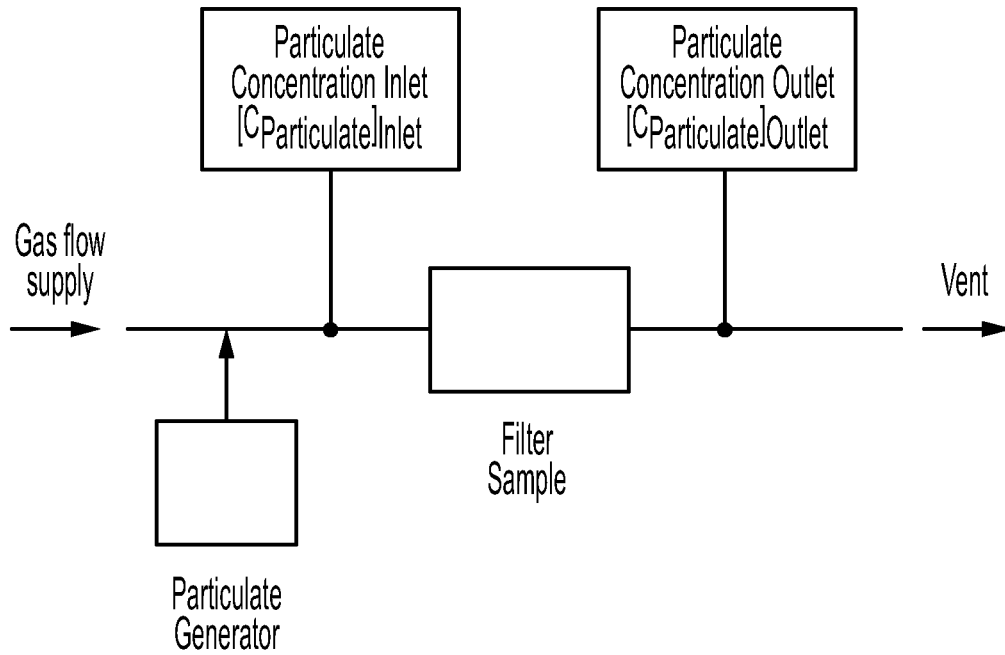 Particulate
Concentration Inlet
[CParticulate]Inlet
Particulate
Concentration Outlet
[CParticulate]Outlet
Gas flow
supply
Vent
Filter
Sample
Particulate
Generator